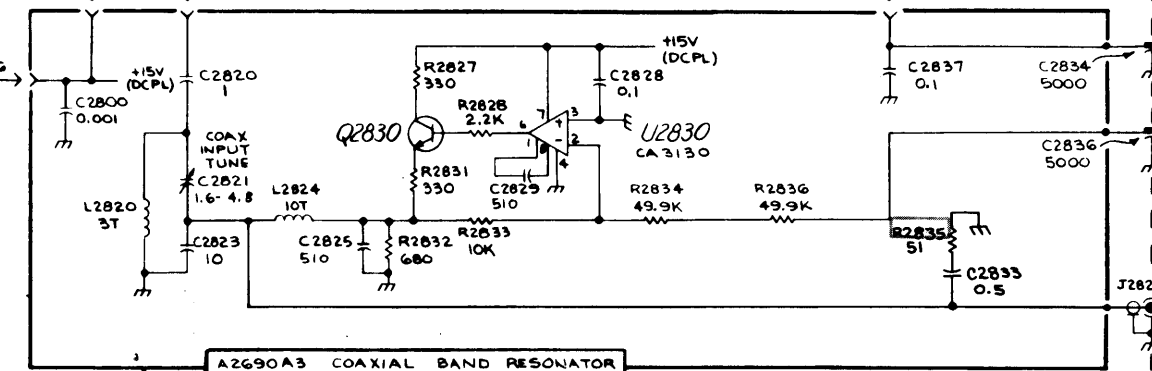 +15V
(DCPL)
C2820
1
C2800
0.001
COAX
INPUT
TUNE
C2821
1.6-4.8
L2820
3T
C2823
10
L2824
10T
C2825
510
R2832
680
R2827
330
Q2830
R2828
2.2K
R2831
330
R2833
10K
7
6
1
3
+
-
2
8
4
C2829
510
C2828
0.1
+15V
(DCPL)
U2830
CA3130
R2834
49.9K
R2836
49.9K
C2837
0.1
C2834
5000
C2836
5000
R2835
51
C2833
0.5
J282
A2690A3 COAXIAL BAND RESONATOR